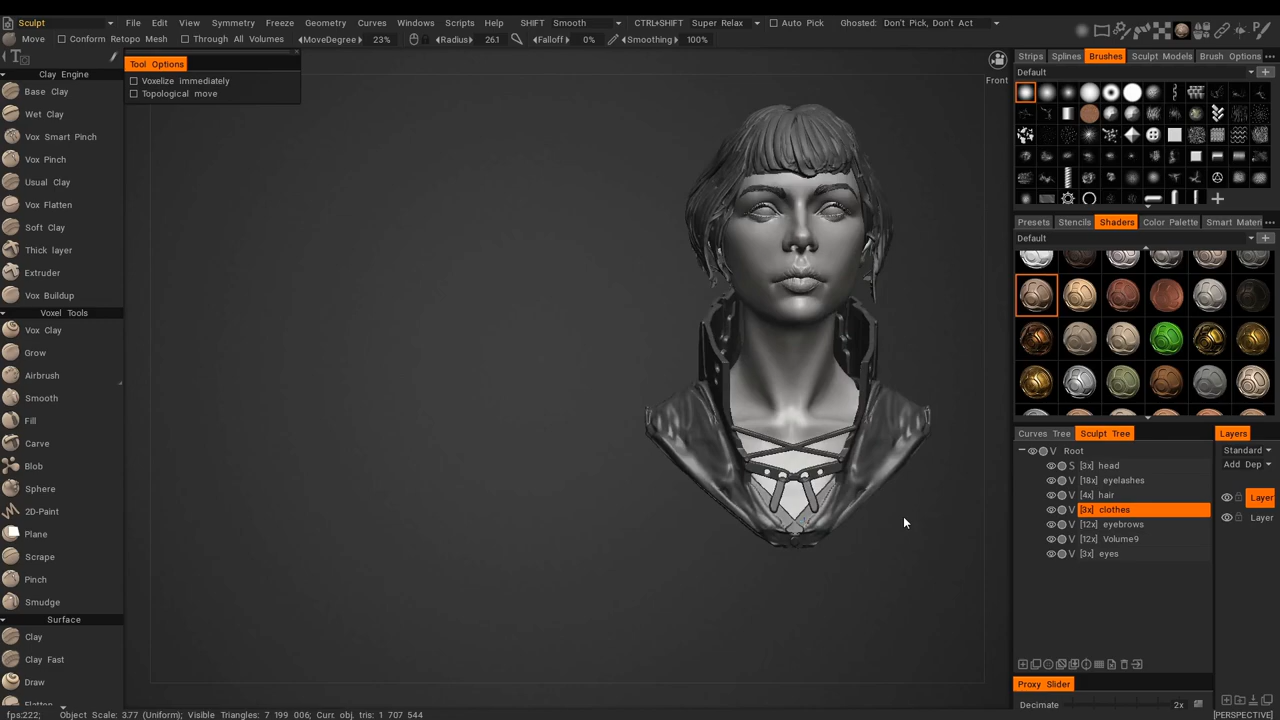 Sculpt File Edit View Symmetry Freeze Geometry Curves Windows Scripts Help SHIFT Smooth CTRL+SHIFT Super Relax Auto Pick Ghosted: Don't Pick, Don't Act
Move Conform Retopo Mesh Through All Volumes MoveDegree 23% Radius 26.1 Falloff 0% Smoothing 100%
Front
Tool Options
Voxelize immediately
Topological move
Clay Engine
Base Clay
Wet Clay
Vox Smart Pinch
Vox Pinch
Usual Clay
Vox Flatten
Soft Clay
Thick layer
Extruder
Vox Buildup
Voxel Tools
Vox Clay
Grow
Airbrush
Smooth
Fill
Carve
Blob
Sphere
2D-Paint
Plane
Scrape
Pinch
Smudge
Surface
Clay
Clay Fast
Draw
Strips Splines Brushes Sculpt Models Brush Options
Default
Presets Stencils Shaders Color Palette Smart Materi
Default
Curves Tree Sculpt Tree
V Root
S [3x] head
V [18x] eyelashes
V [4x] hair
V [3x] clothes
V [12x] eyebrows
V [12x] Volume9
V [3x] eyes
Layers
Standard
Add Dep
Layer
Layer
Proxy Slider
Decimate 2x
fps:222; Object Scale: 3.77 (Uniform); Visible Triangles: 7 199 006; Curr. obj. tris: 1 707 544 [PERSPECTIVE]